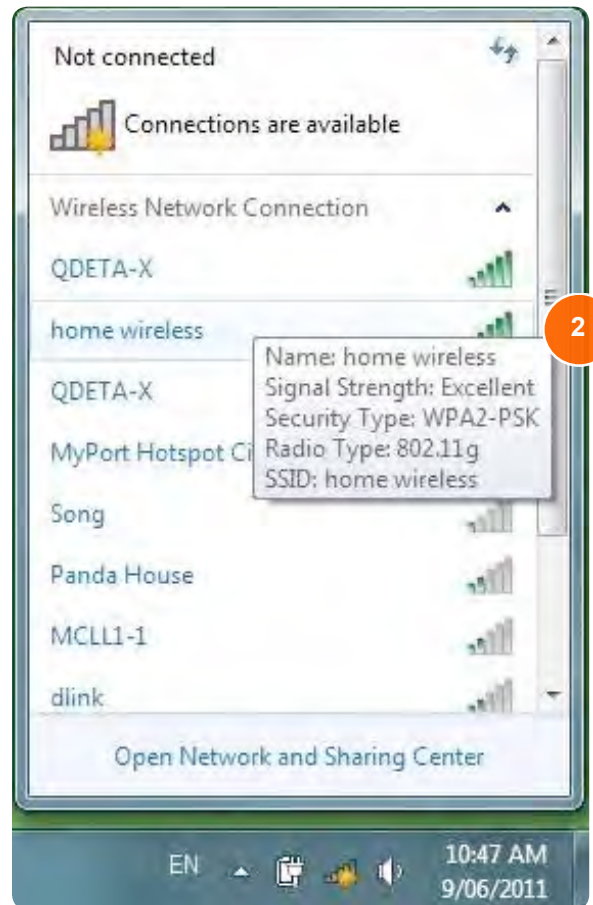 Not connected
Connections are available
Wireless Network Connection
QDETA-X
home wireless
2
Name: home wireless
Signal Strength: Excellent
Security Type: WPA2-PSK
Radio Type: 802.11g
SSID: home wireless
QDETA-X
MyPort Hotspot Ci
Song
Panda House
MCLL1-1
dlink
Open Network and Sharing Center
EN
10:47 AM
9/06/2011